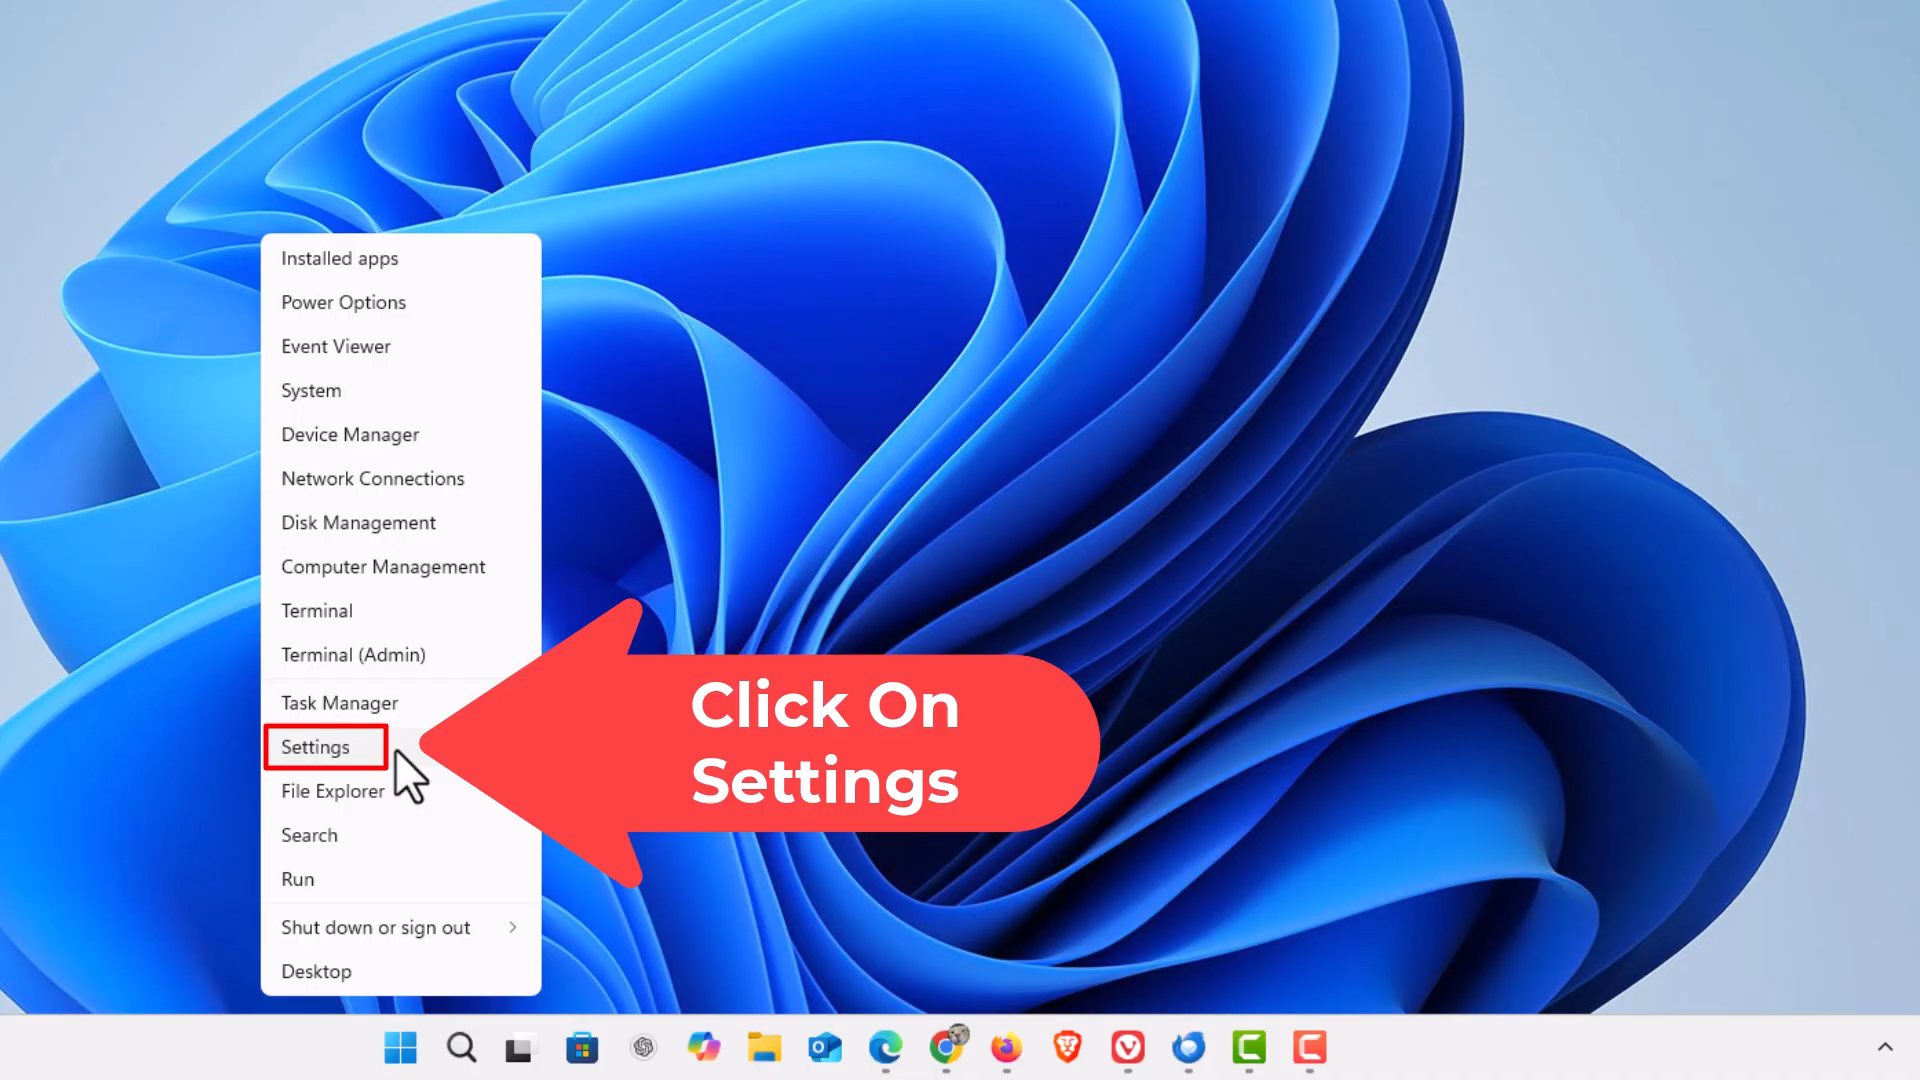 Installed apps
Power Options
Event Viewer
System
Device Manager
Network Connections
Disk Management
Computer Management
Terminal
Terminal (Admin)
Task Manager
Settings
File Explorer
Search
Run
Shut down or sign out
Desktop
Click On
Settings